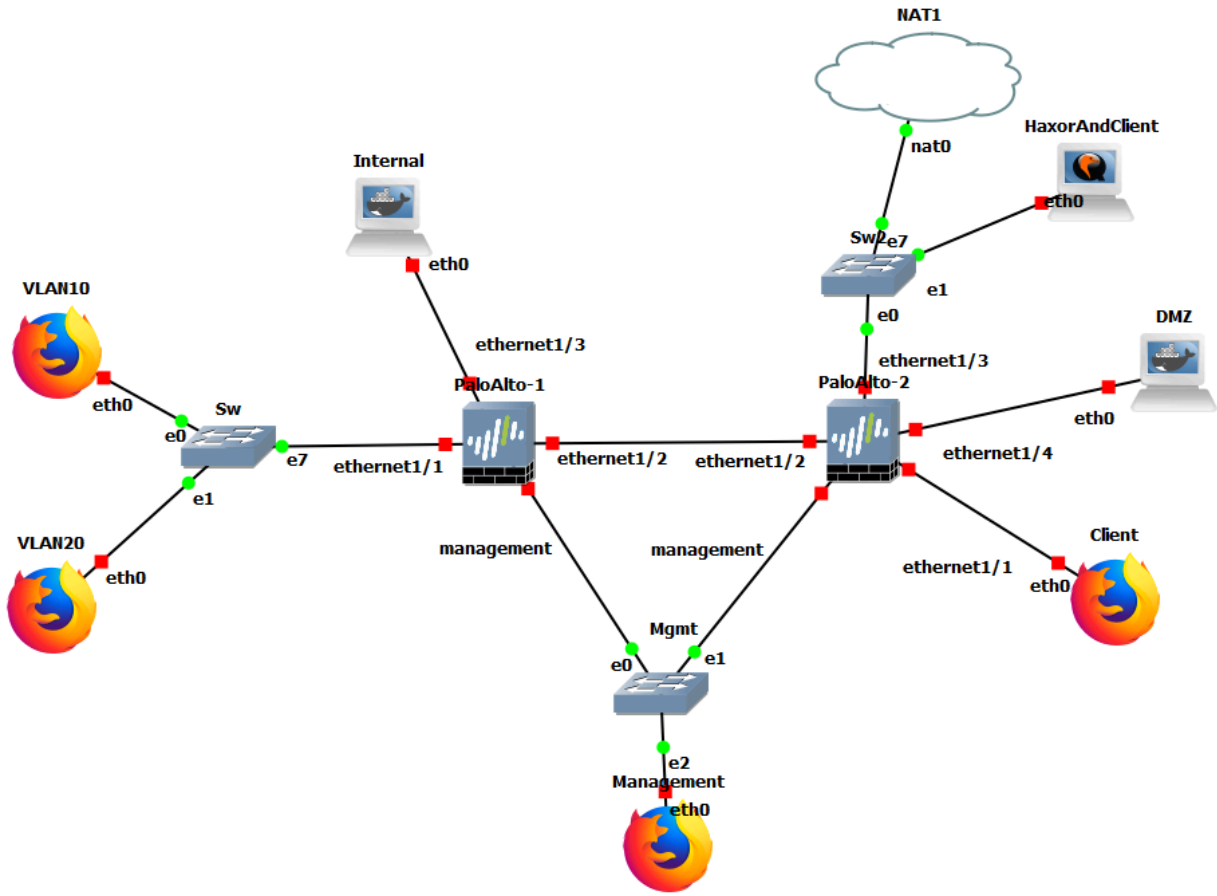 NAT1
HaxorAndClient
nat0
Internal
eth0
Sw2
e7
eth0
e1
VLAN10
e0
DMZ
ethernet1/3
ethernet1/3
PaloAlto-1
PaloAlto-2
eth0
Sw
eth0
e0
e7
ethernet1/1
ethernet1/2
ethernet1/2
ethernet1/4
e1
VLAN20
management
management
Client
eth0
ethernet1/1
eth0
Mgmt
e0
e1
e2
Management
eth0